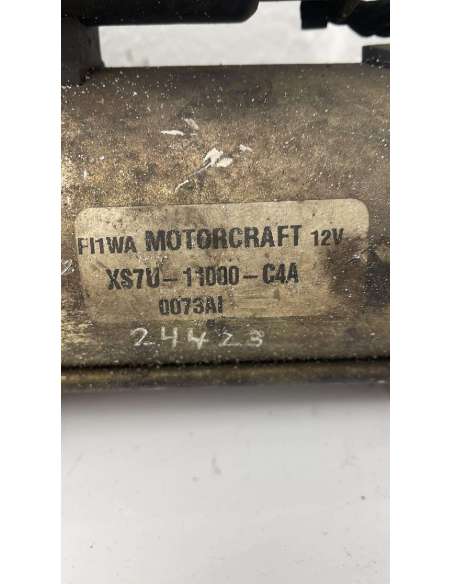 FI1WA MOTORCRAFT 12V
XS7U-11000-C4A
0073AI
24423